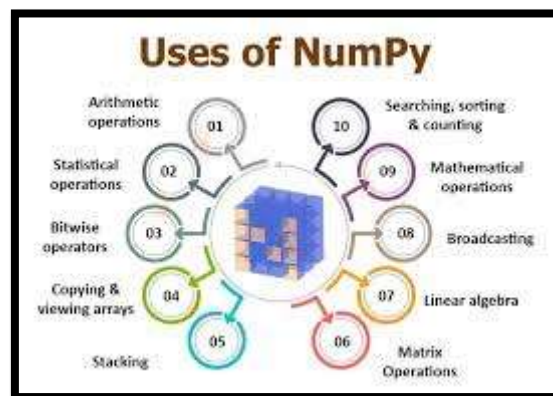 Uses of NumPy
Arithmetic
operations
01
Statistical
operations
02
Bitwise
operators
03
Copying &
viewing arrays
04
Stacking
05
10
Searching, sorting
& counting
09
Mathematical
operations
08
Broadcasting
07
Linear algebra
06
Matrix
Operations